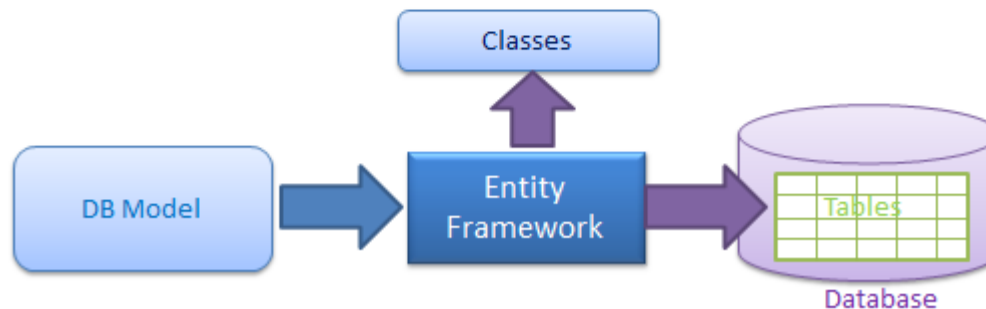 Classes
DB Model
Entity
Framework
Tables
Database